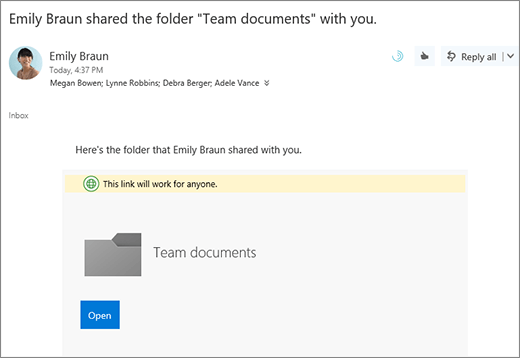 Emily Braun shared the folder "Team documents" with you.
Emily Braun
Today, 4:37 PM
Megan Bowen; Lynne Robbins; Debra Berger; Adele Vance
Reply all
Inbox
Here's the folder that Emily Braun shared with you.
This link will work for anyone.
Team documents
Open